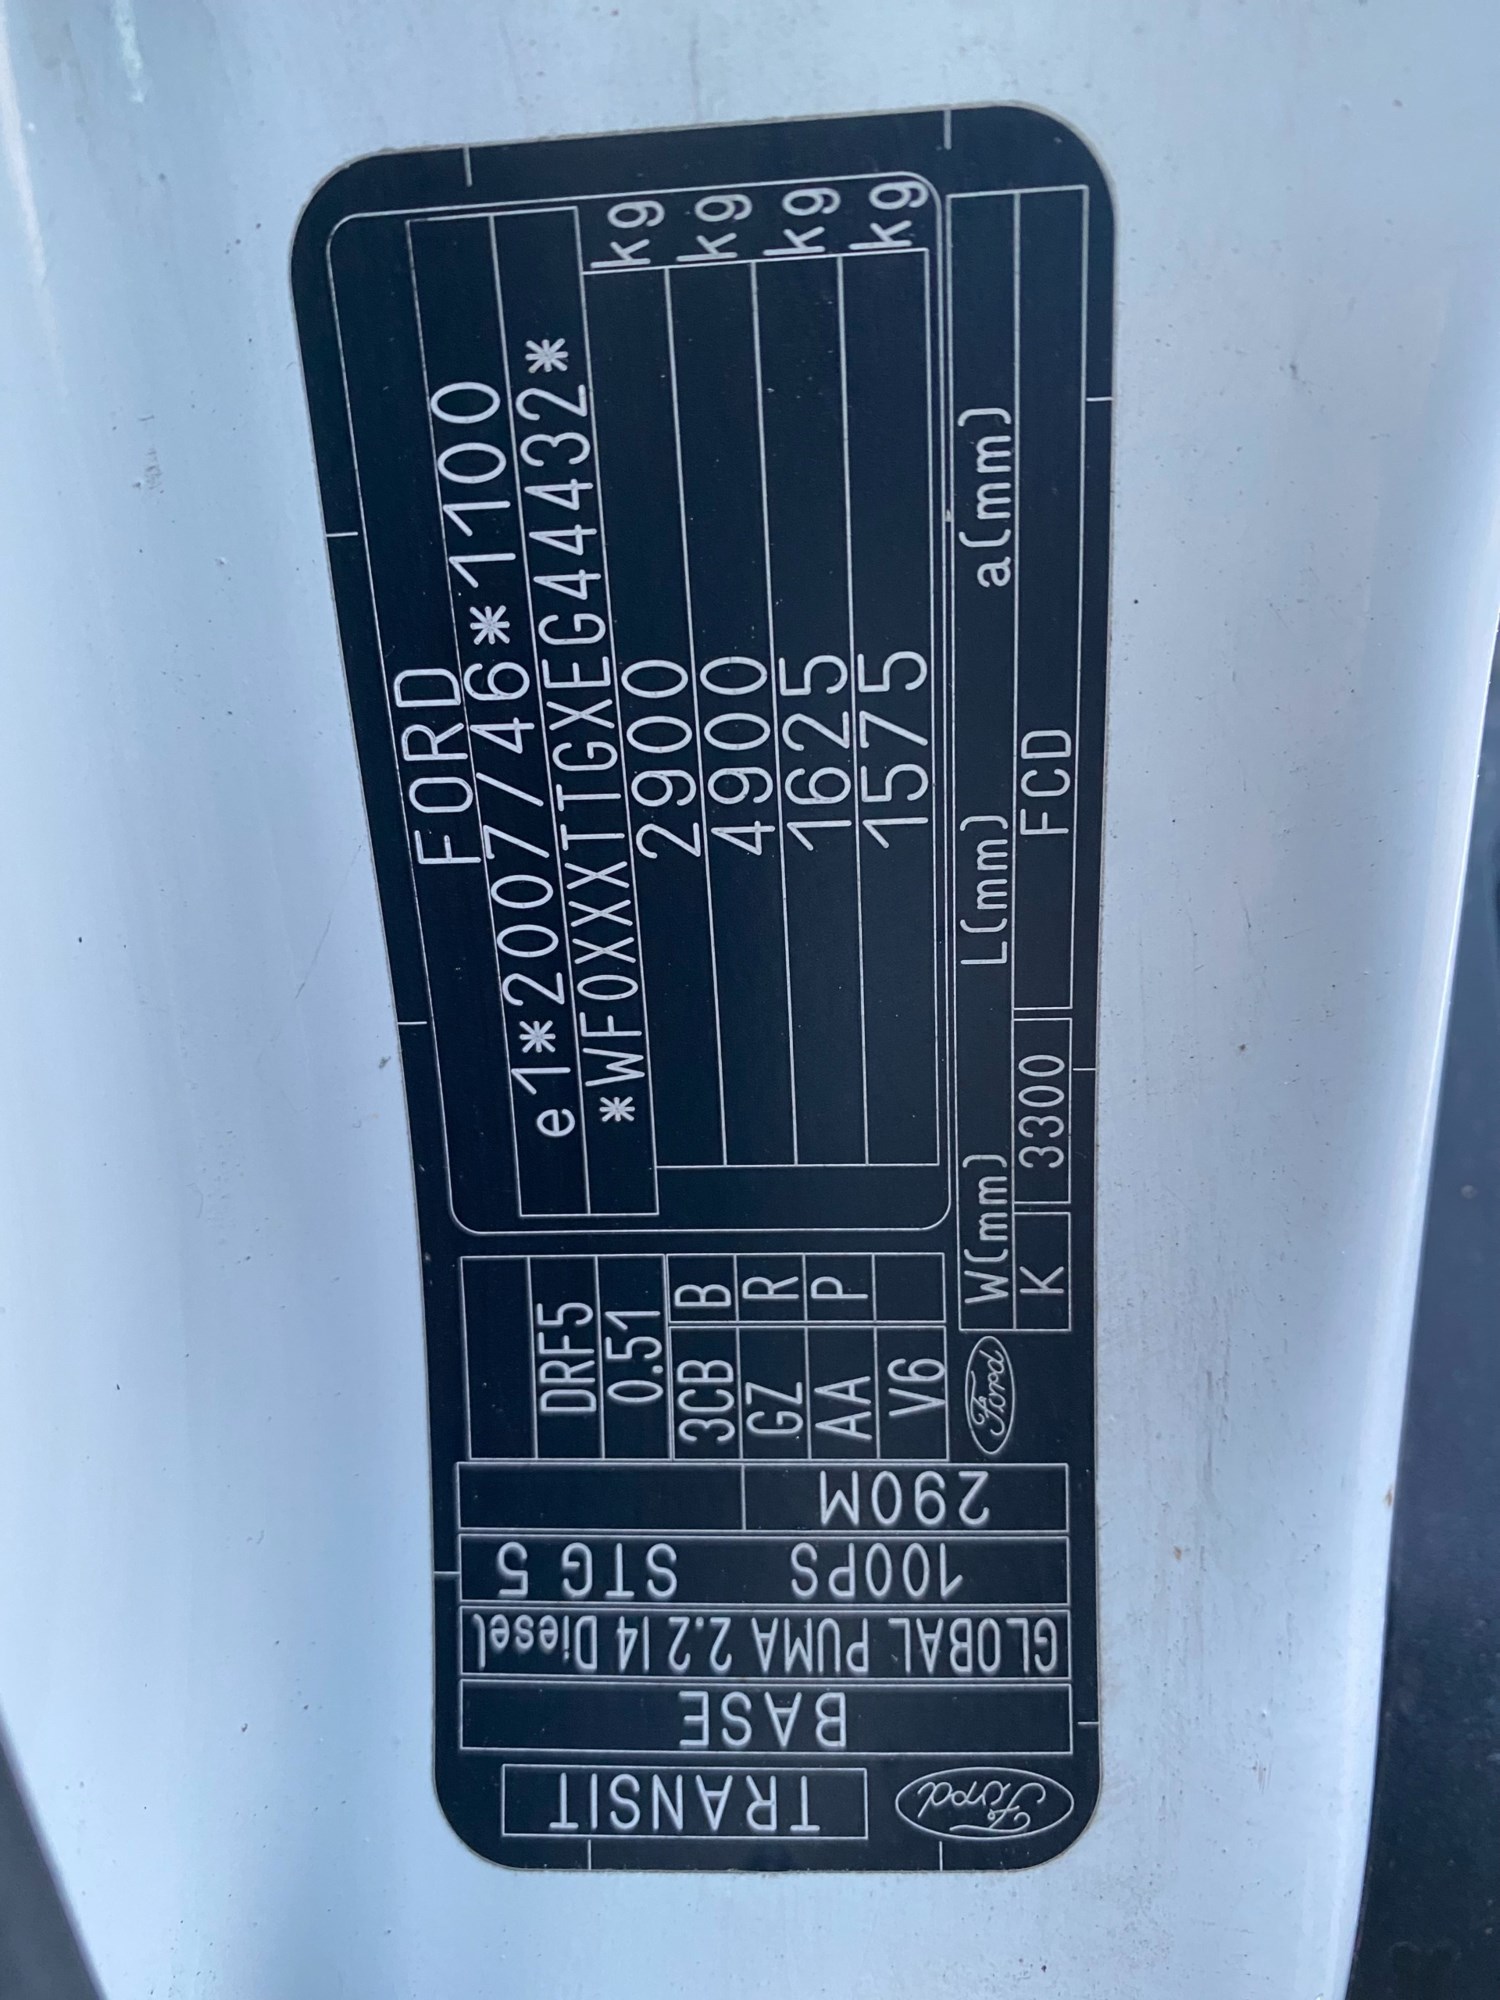 FORD
e1*2007/46*1100
*WF0XXXTTGXEG44432*
2900 kg
4900 kg
1625 kg
1575 kg
DRF5
0.51
3CB B
GZ R
AA P
V6
W(mm) L(mm) a(mm)
K 3300 FCD
Ford
Ford TRANSIT
BASE
GLOBAL PUMA 2.2 I4 Diesel
100PS STG 5
290M